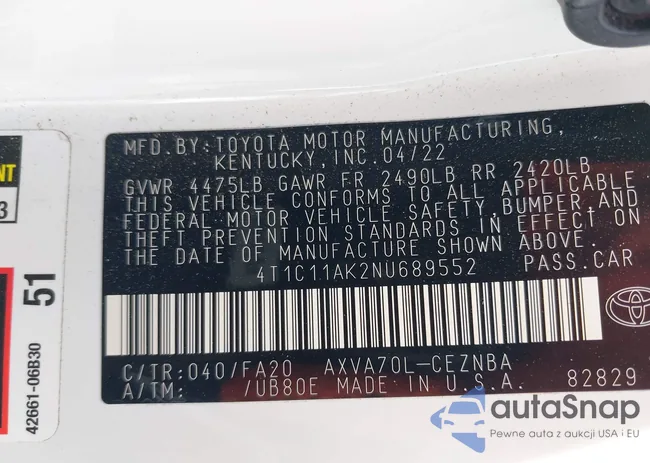 MFD.BY:TOYOTA MOTOR MANUFACTURING,
KENTUCKY,INC.04/22
GVWR 4475LB GAWR FR 2490LB RR 2420LB
THIS VEHICLE CONFORMS TO ALL APPLICABLE
FEDERAL MOTOR VEHICLE SAFETY,BUMPER AND
THEFT PREVENTION STANDARDS IN EFFECT ON
THE DATE OF MANUFACTURE SHOWN ABOVE.
4T1C11AK2NU689552 PASS.CAR
C/TR:040/FA20 AXVA70L-CEZNBA
A/TM: /UB80E MADE IN U.S.A. 82829
NT
3
51
42661-06B30
autaSnap
Pewne auta z aukcji USA i EU